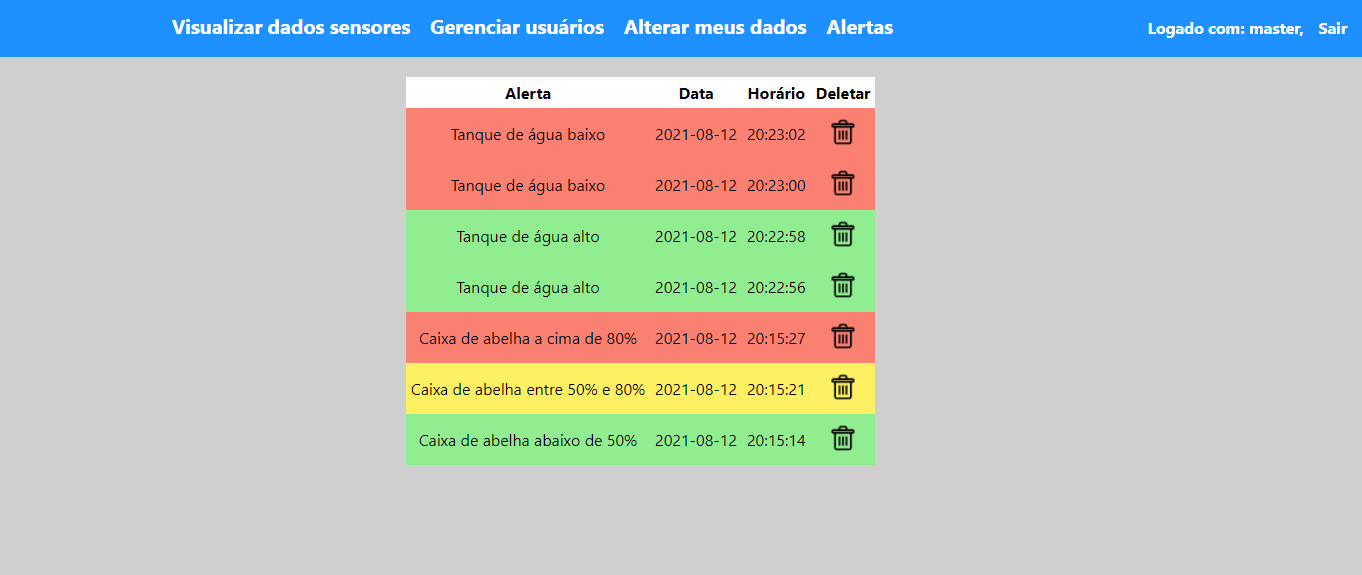 Visualizar dados sensores Gerenciar usuários Alterar meus dados Alertas Logado com: master, Sair
Alerta Data Horário Deletar
Tanque de água baixo 2021-08-12 20:23:02
Tanque de água baixo 2021-08-12 20:23:00
Tanque de água alto 2021-08-12 20:22:58
Tanque de água alto 2021-08-12 20:22:56
Caixa de abelha a cima de 80% 2021-08-12 20:15:27
Caixa de abelha entre 50% e 80% 2021-08-12 20:15:21
Caixa de abelha abaixo de 50% 2021-08-12 20:15:14